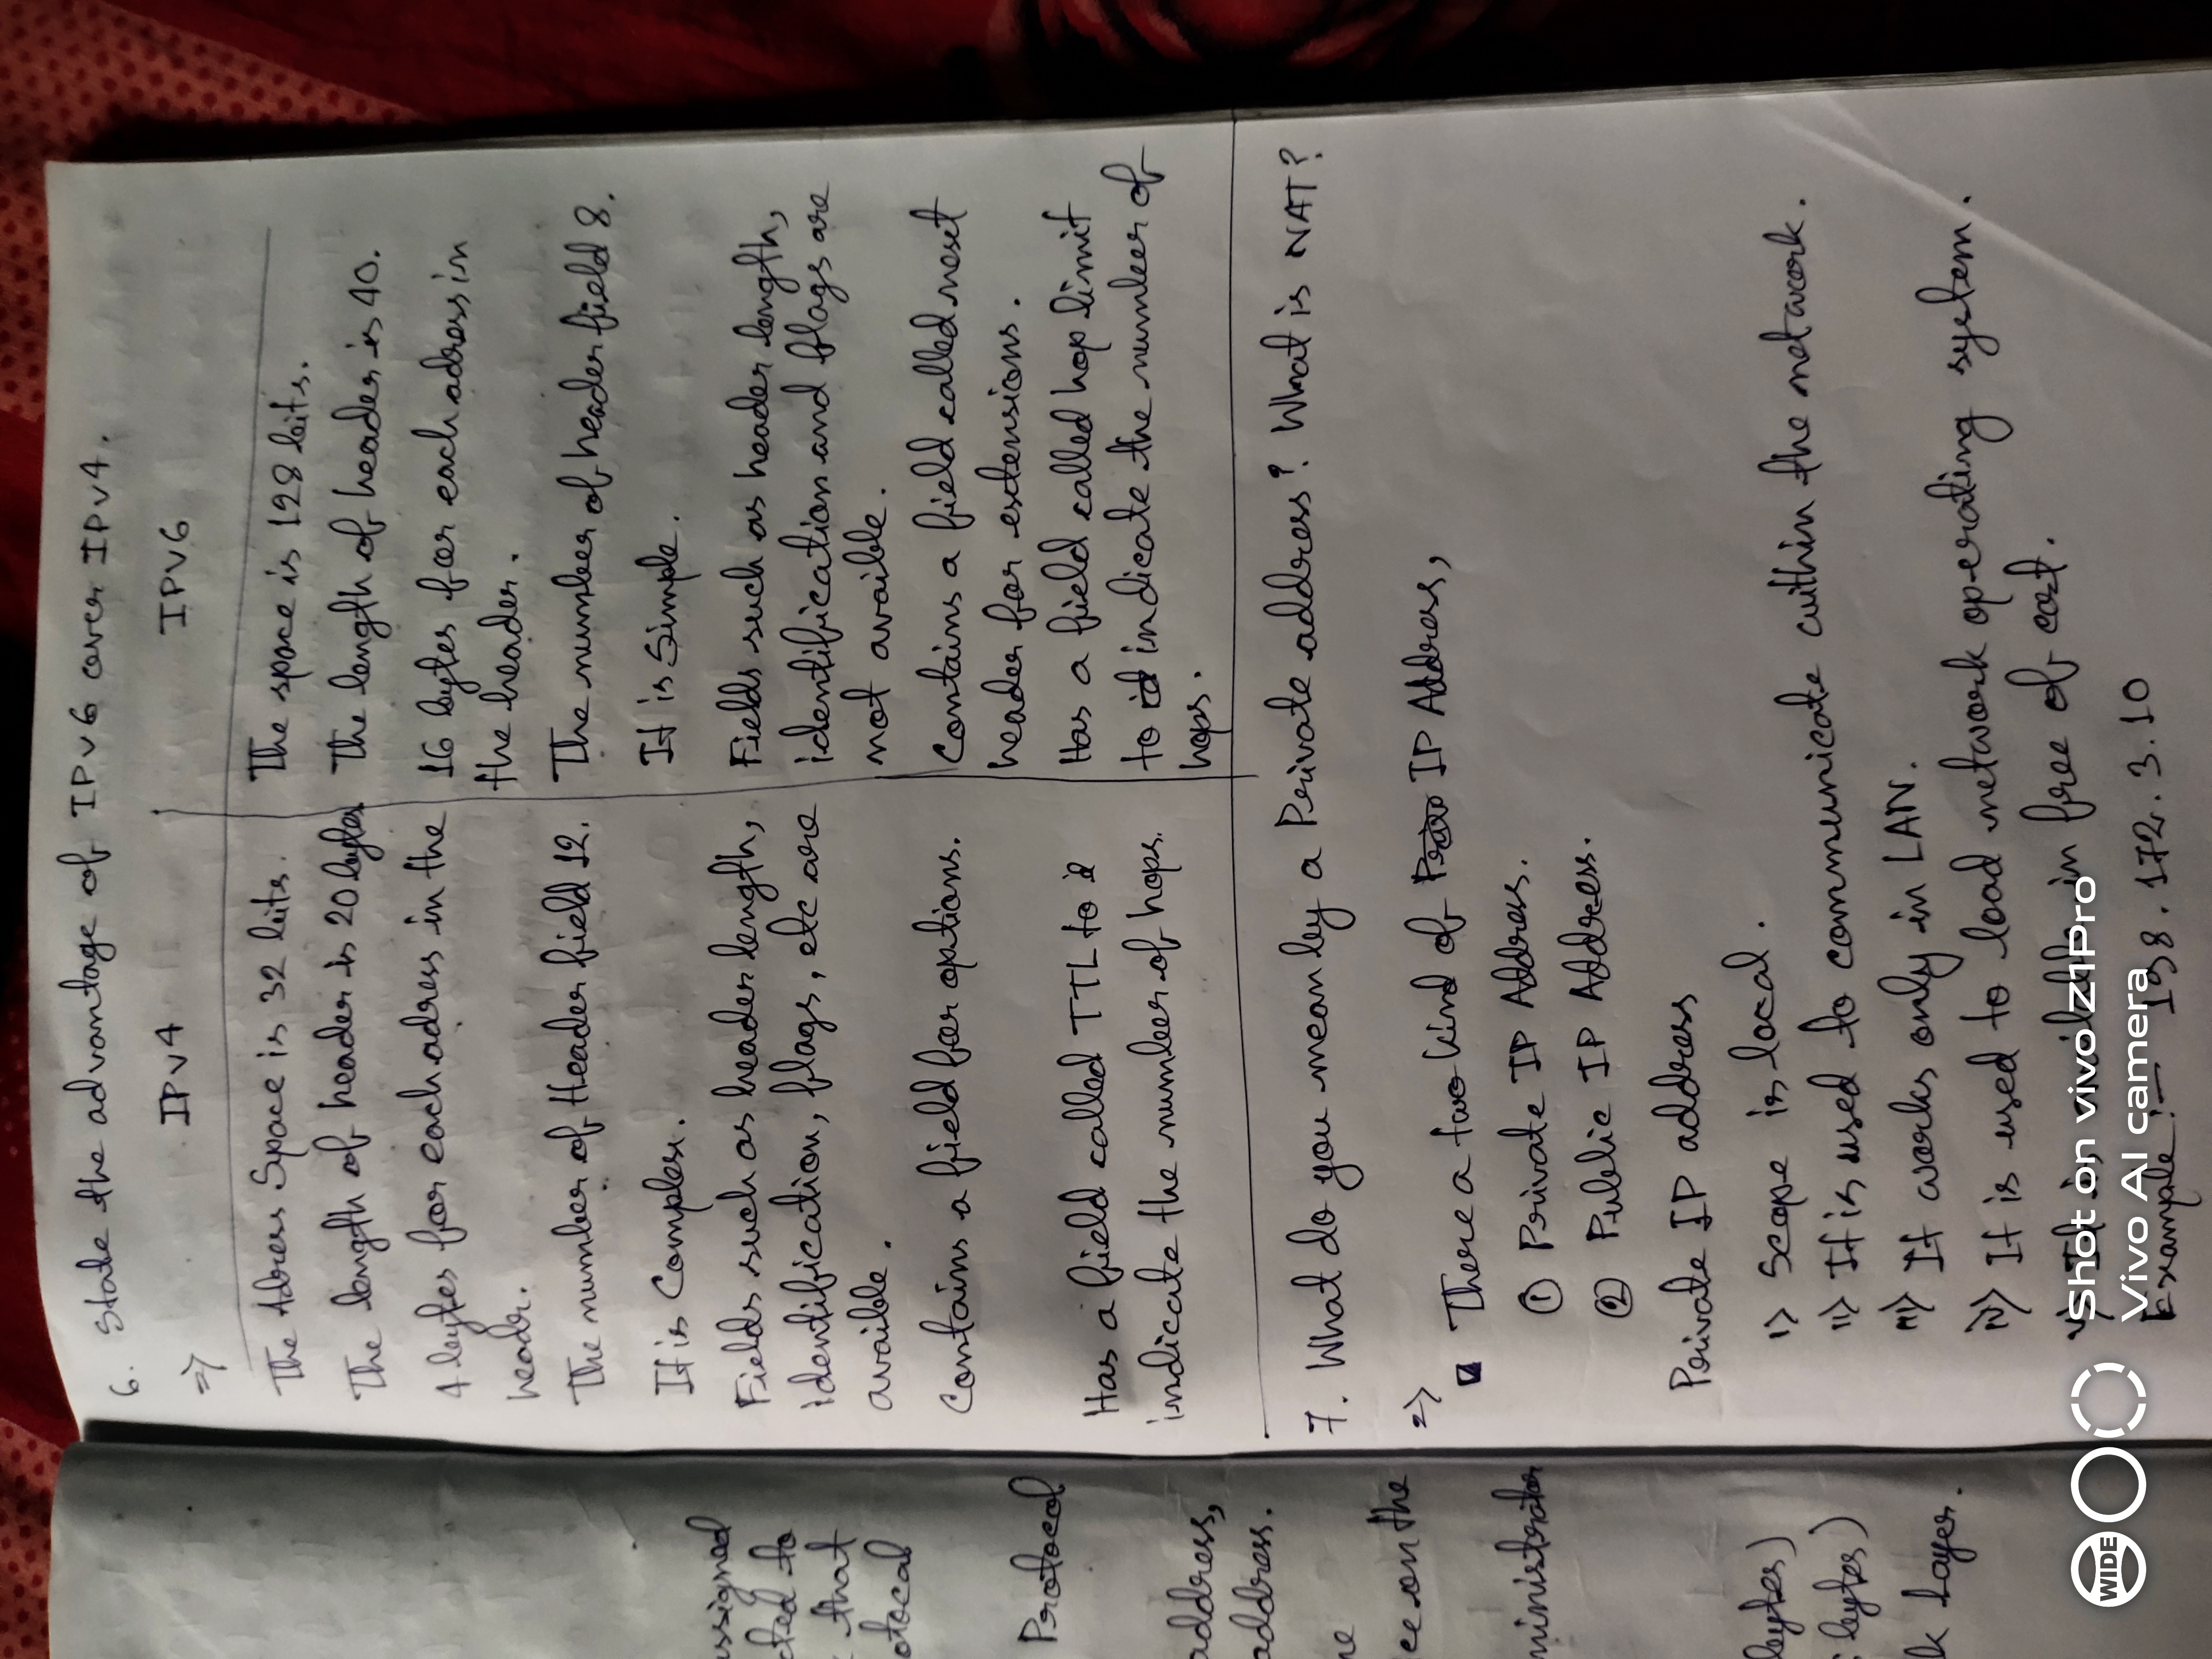 6. State the advantage of IPv6 over IPv4.
=> IPv4 IPv6
The Adress Space is 32 bits.
The length of header is 20 bytes
4 bytes for each adress in the
headr.
The number of Header field 12.
It is Complex.
Fields such as header length,
identification, flags, etc are
avaible.
Contains a field for options.
Has a field called TTL to
indicate the number of hops.
The space is 128 bits.
The length of header is 40.
16 bytes for each adress in
the header.
The number of header field 8.
It is Simple.
Fields such as header length,
identification and flags are
not avaible.
Contains a field called next
header for extensions.
Has a field called hop limit
to indicate the number of
hops.
7. What do you mean by a Private address? What is NAT?
=>
There a two kind of IP Address,
① Private IP Address.
② Public IP Address.
Private IP address
i) Scope is local.
ii) It is used to communicate within the network.
iii) It works only in LAN.
iv) It is used to load network operating system.
v) It is available in free of cost.
Example :- 198.172.3.10
ssigned
cted to
that
otocal
Protocol
address,
address.
ne
ice on the
ministrator
bytes)
bytes)
k Layer.
WIDE
Shot on vivo Z1Pro
Vivo AI camera